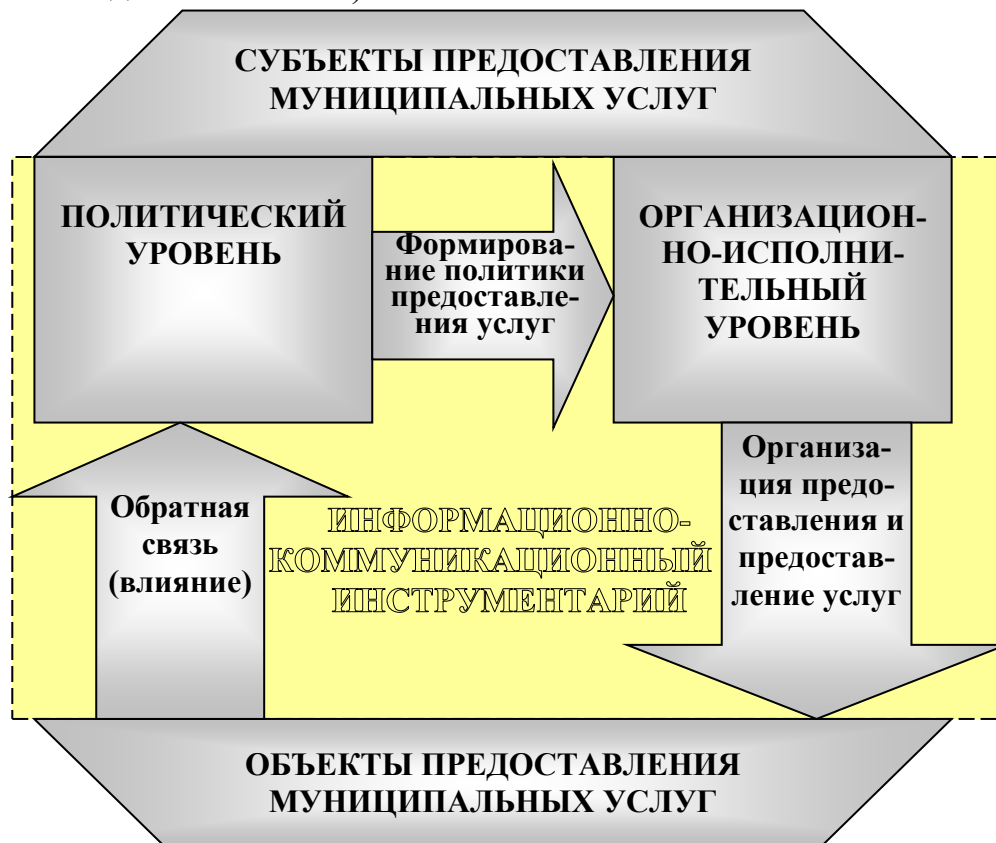 СУБЪЕКТЫ ПРЕДОСТАВЛЕНИЯ
МУНИЦИПАЛЬНЫХ УСЛУГ
ПОЛИТИЧЕСКИЙ
УРОВЕНЬ
Формирова-
ние политики
предоставле-
ния услуг
ОРГАНИЗАЦИОН-
НО-ИСПОЛНИ-
ТЕЛЬНЫЙ
УРОВЕНЬ
Обратная
связь
(влияние)
ИНФОРМАЦИОННО-
КОММУНИКАЦИОННЫЙ
ИНСТРУМЕНТАРИЙ
Организа-
ция предо-
ставления и
предостав-
ление услуг
ОБЪЕКТЫ ПРЕДОСТАВЛЕНИЯ
МУНИЦИПАЛЬНЫХ УСЛУГ